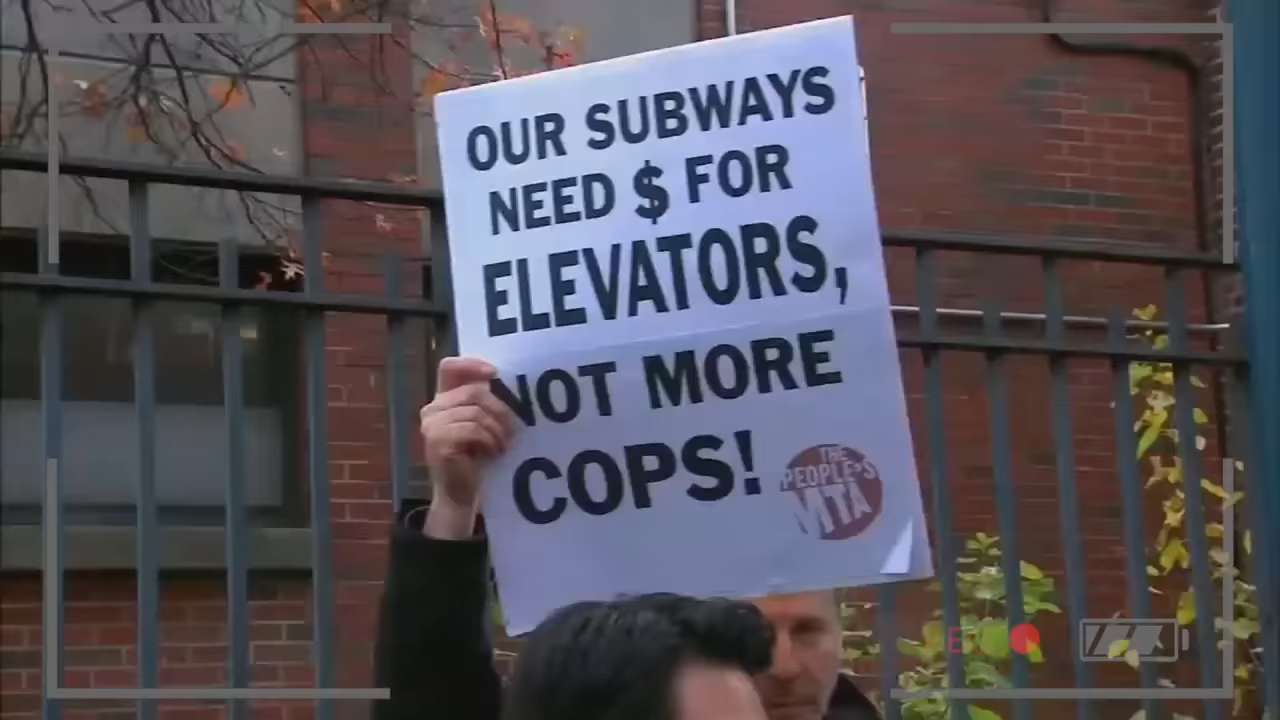 OUR SUBWAYS
NEED $ FOR
ELEVATORS,
NOT MORE
COPS!
THE
PEOPLE'S
MTA